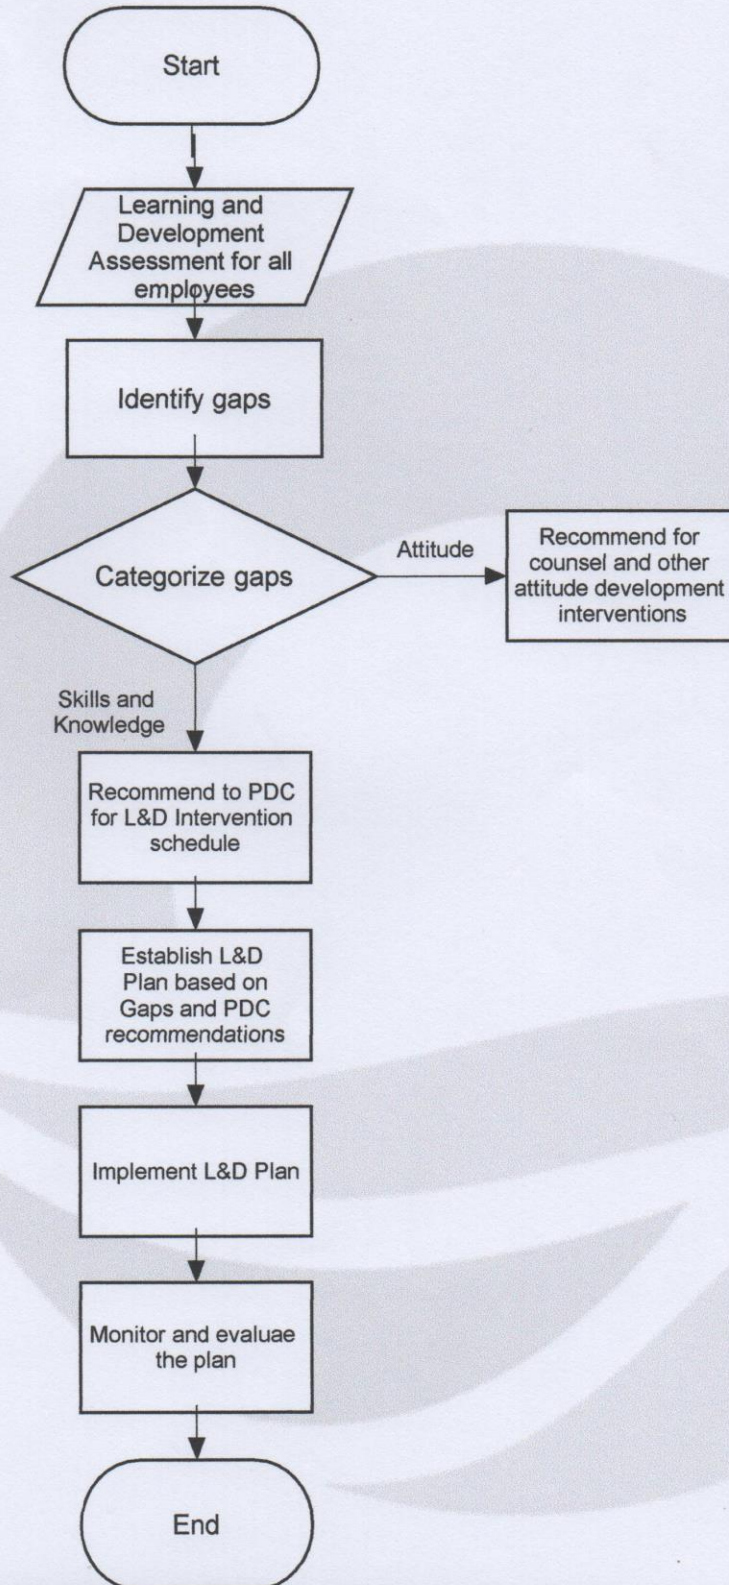 Start
Learning and
Development
Assessment for all
employees
Identify gaps
Categorize gaps
Attitude
Recommend for
counsel and other
attitude development
interventions
Skills and
Knowledge
Recommend to PDC
for L&D Intervention
schedule
Establish L&D
Plan based on
Gaps and PDC
recommendations
Implement L&D Plan
Monitor and evaluae
the plan
End